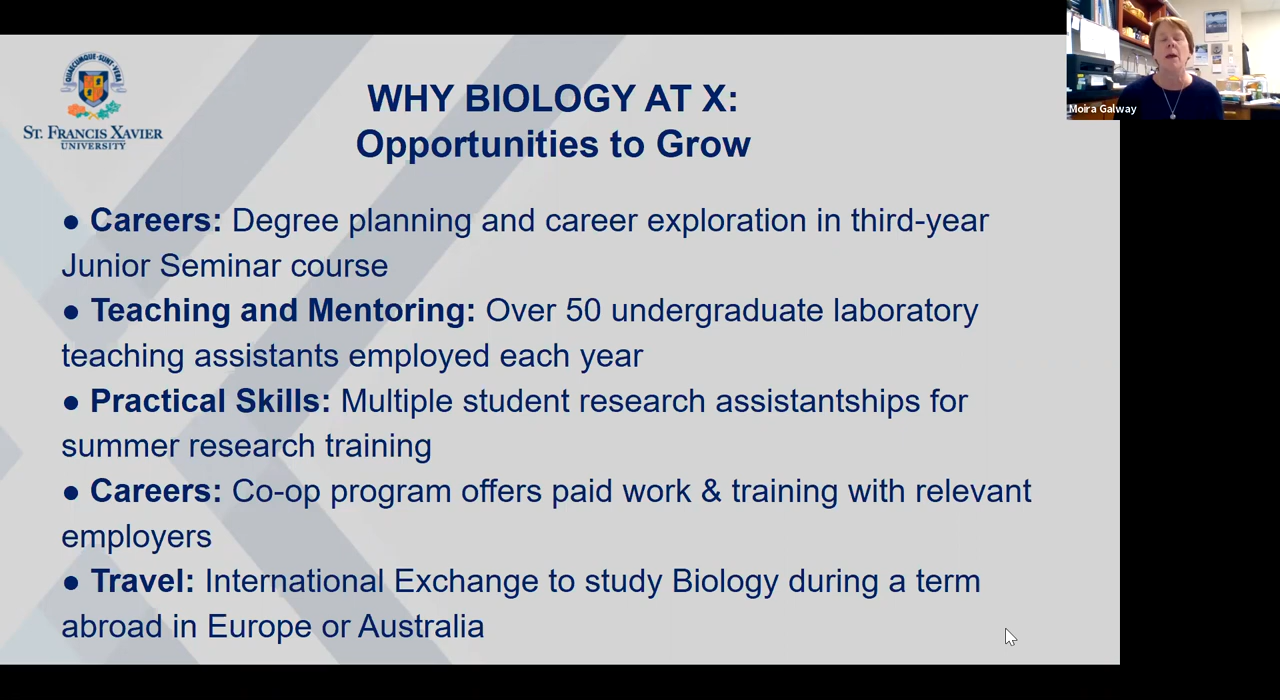 QUAECUMQUE · SUNT · VERA
ST. FRANCIS XAVIER
UNIVERSITY
WHY BIOLOGY AT X:
Opportunities to Grow
● Careers: Degree planning and career exploration in third-year
Junior Seminar course
● Teaching and Mentoring: Over 50 undergraduate laboratory
teaching assistants employed each year
● Practical Skills: Multiple student research assistantships for
summer research training
● Careers: Co-op program offers paid work & training with relevant
employers
● Travel: International Exchange to study Biology during a term
abroad in Europe or Australia
Moira Galway